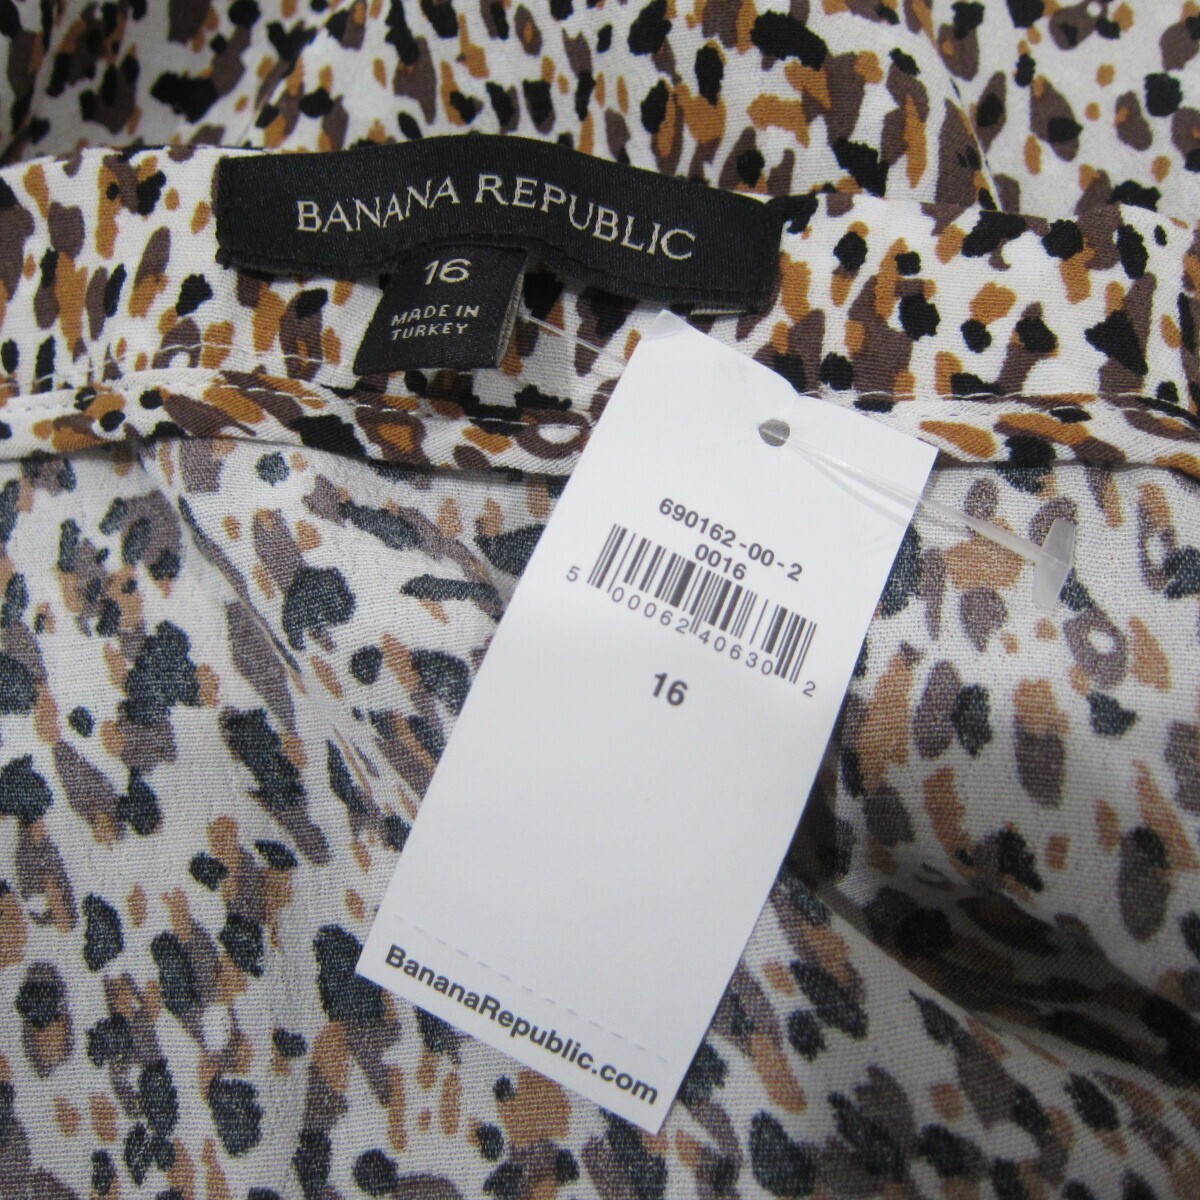 BANANA REPUBLIC
16
MADE IN
TURKEY
690162-00-2
0016
5 00062 40630 2
16
BananaRepublic.com